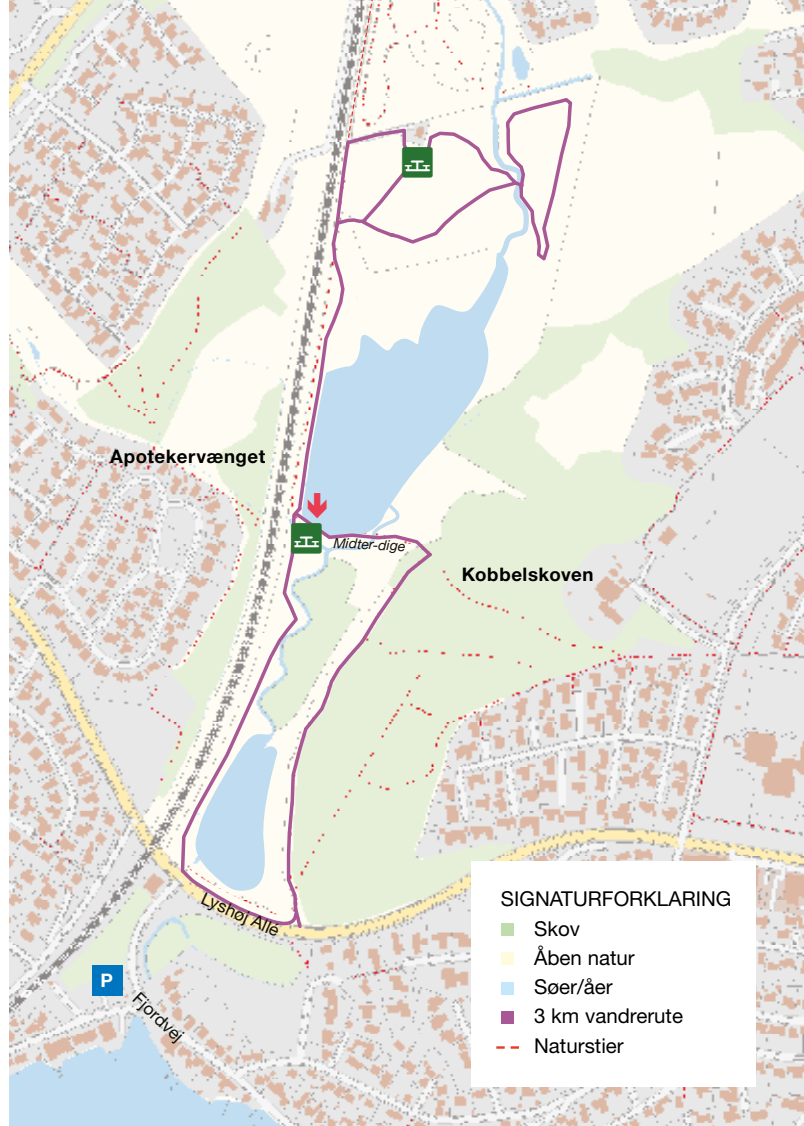 Apotekervænget
Midter-dige
Kobbelskoven
Lyshøj Allé
P
Fjordvej
SIGNATURFORKLARING
Skov
Åben natur
Søer/åer
3 km vandrerute
Naturstier